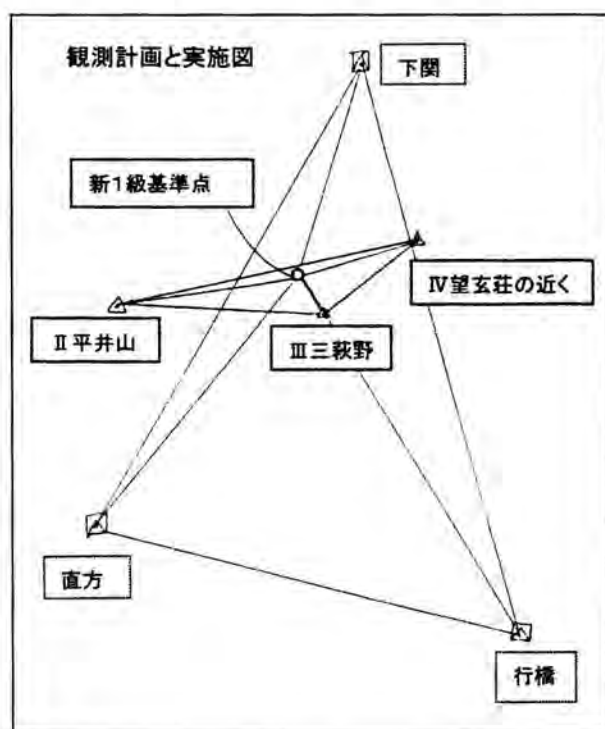 観測計画と実施図
下関
新1級基準点
Ⅳ望玄荘の近く
Ⅱ平井山
Ⅲ三萩野
直方
行橋